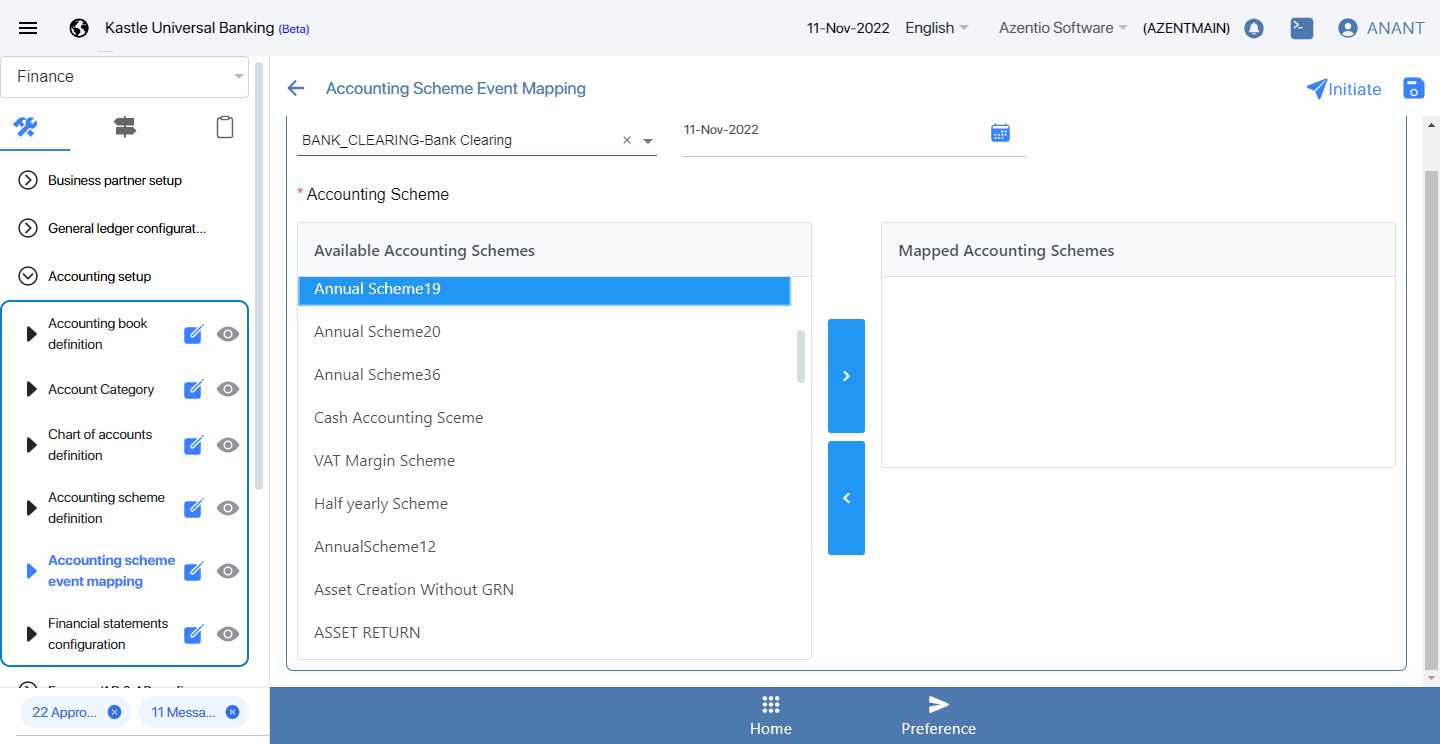 Kastle Universal Banking (Beta)
11-Nov-2022
English
Azentio Software
(AZENTMAIN)
ANANT
Finance
Business partner setup
General ledger configurat...
Accounting setup
Accounting book
definition
Account Category
Chart of accounts
definition
Accounting scheme
definition
Accounting scheme
event mapping
Financial statements
configuration
22 Appro...
11 Messa...
Accounting Scheme Event Mapping
Initiate
BANK_CLEARING-Bank Clearing
×
11-Nov-2022
* Accounting Scheme
Available Accounting Schemes
Annual Scheme19
Annual Scheme20
Annual Scheme36
Cash Accounting Sceme
VAT Margin Scheme
Half yearly Scheme
AnnualScheme12
Asset Creation Without GRN
ASSET RETURN
Mapped Accounting Schemes
Home
Preference